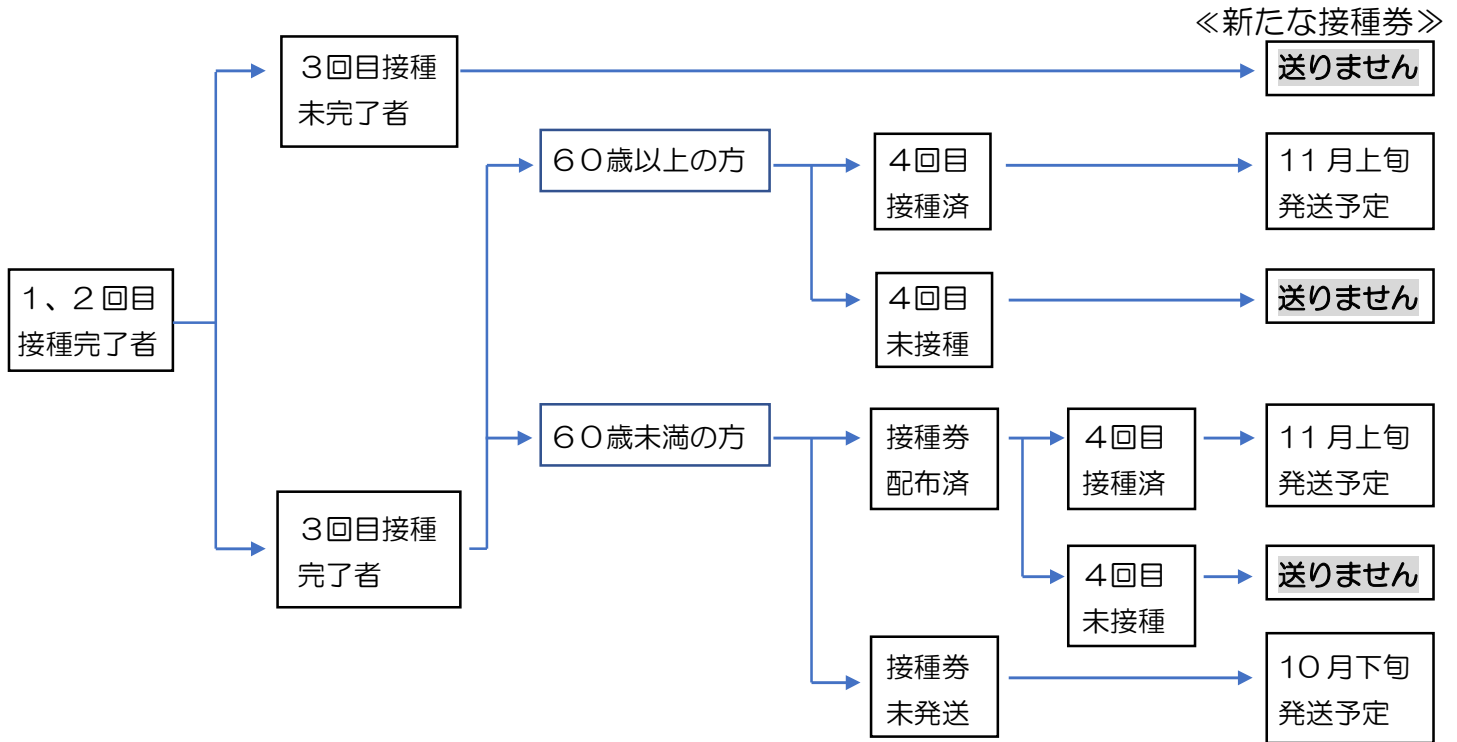 ≪新たな接種券≫
３回目接種
未完了者
送りません
６０歳以上の方
４回目
接種済
11月上旬
発送予定
４回目
未接種
送りません
１、２回目
接種完了者
６０歳未満の方
接種券
配布済
４回目
接種済
11月上旬
発送予定
３回目接種
完了者
４回目
未接種
送りません
接種券
未発送
10月下旬
発送予定